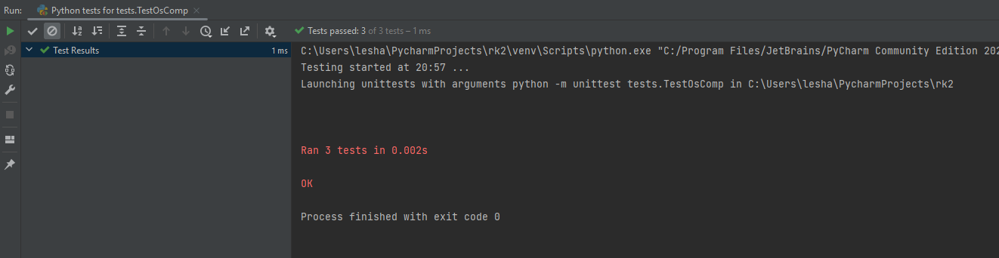 Run: Python tests for tests.TestOsComp
Tests passed: 3 of 3 tests – 1 ms
Test Results 1 ms
C:\Users\lesha\PycharmProjects\rk2\venv\Scripts\python.exe "C:/Program Files/JetBrains/PyCharm Community Edition 202
Testing started at 20:57 ...
Launching unittests with arguments python -m unittest tests.TestOsComp in C:\Users\lesha\PycharmProjects\rk2
Ran 3 tests in 0.002s
OK
Process finished with exit code 0